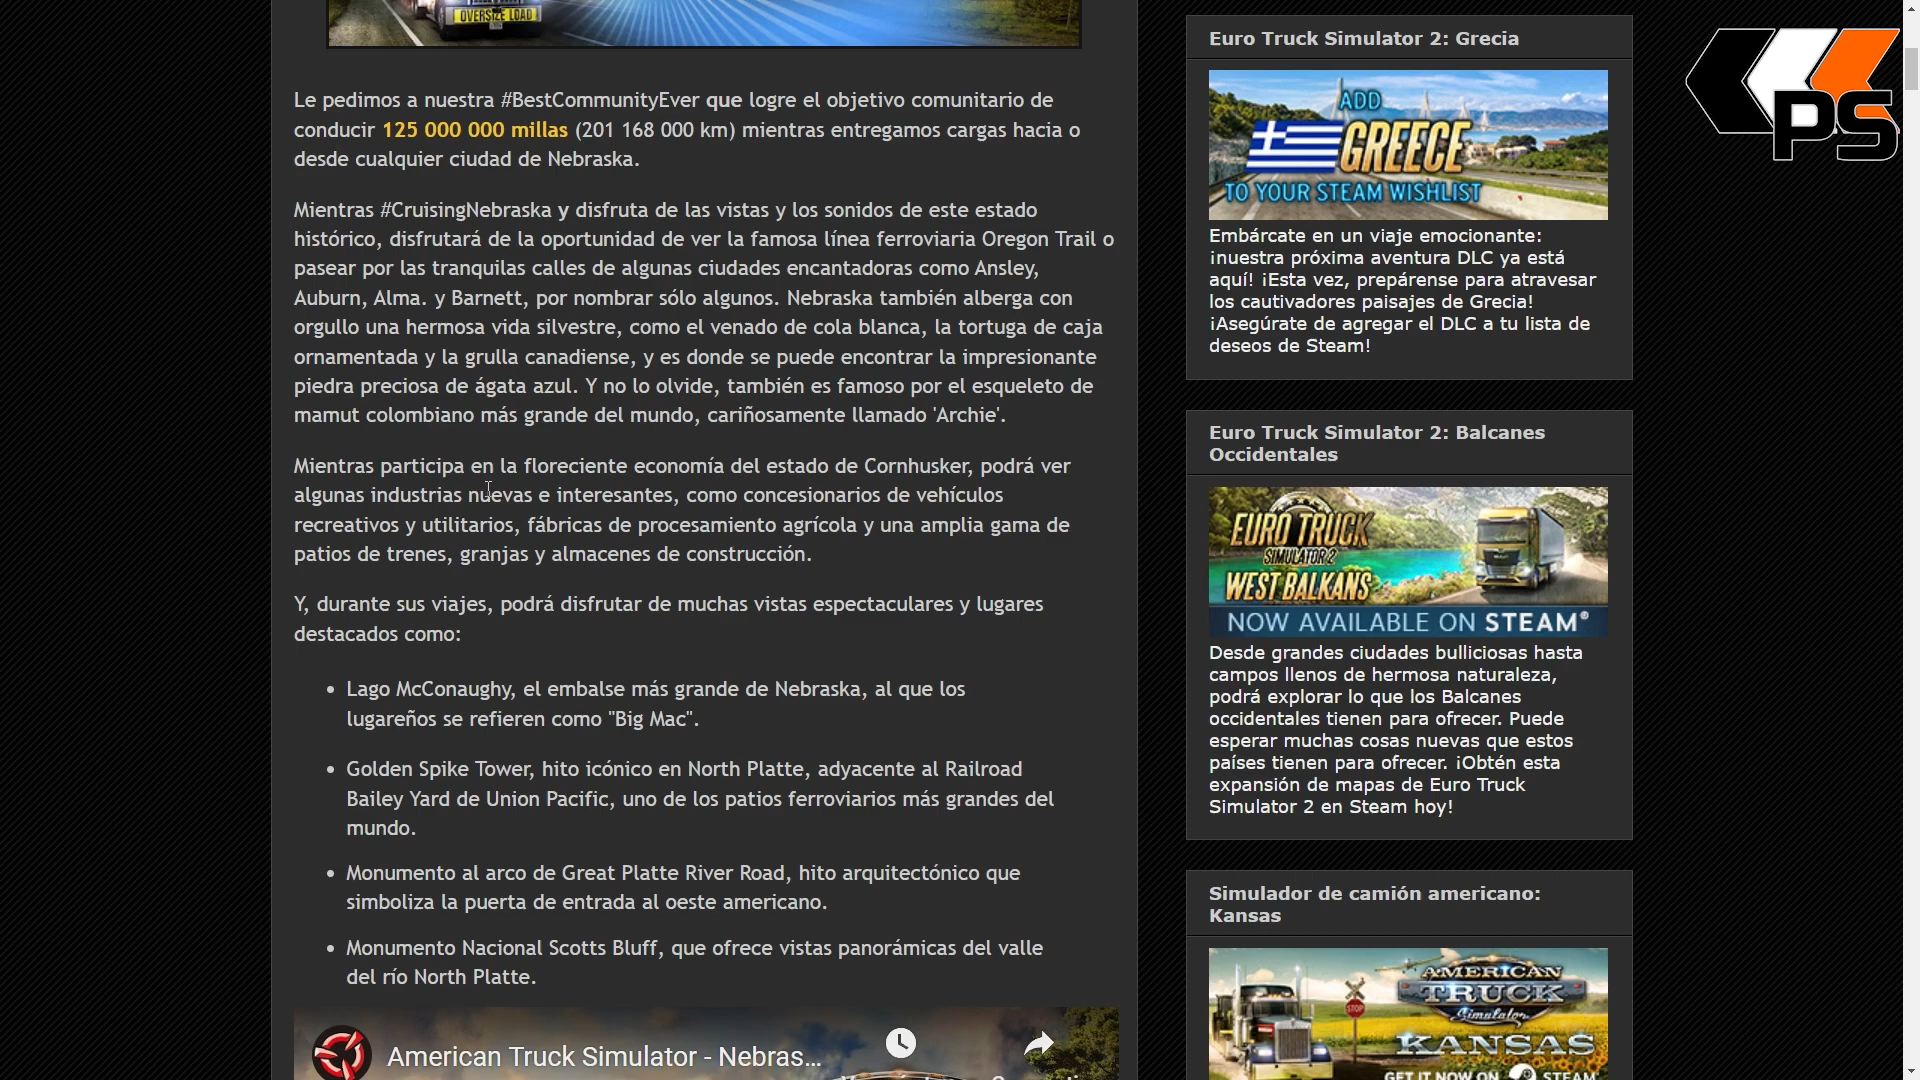 OVERSIZE LOAD
Le pedimos a nuestra #BestCommunityEver que logre el objetivo comunitario de
conducir 125 000 000 millas (201 168 000 km) mientras entregamos cargas hacia o
desde cualquier ciudad de Nebraska.
Mientras #CruisingNebraska y disfruta de las vistas y los sonidos de este estado
histórico, disfrutará de la oportunidad de ver la famosa línea ferroviaria Oregon Trail o
pasear por las tranquilas calles de algunas ciudades encantadoras como Ansley,
Auburn, Alma. y Barnett, por nombrar sólo algunos. Nebraska también alberga con
orgullo una hermosa vida silvestre, como el venado de cola blanca, la tortuga de caja
ornamentada y la grulla canadiense, y es donde se puede encontrar la impresionante
piedra preciosa de ágata azul. Y no lo olvide, también es famoso por el esqueleto de
mamut colombiano más grande del mundo, cariñosamente llamado 'Archie'.
Mientras participa en la floreciente economía del estado de Cornhusker, podrá ver
algunas industrias nuevas e interesantes, como concesionarios de vehículos
recreativos y utilitarios, fábricas de procesamiento agrícola y una amplia gama de
patios de trenes, granjas y almacenes de construcción.
Y, durante sus viajes, podrá disfrutar de muchas vistas espectaculares y lugares
destacados como:
• Lago McConaughy, el embalse más grande de Nebraska, al que los
lugareños se refieren como "Big Mac".
• Golden Spike Tower, hito icónico en North Platte, adyacente al Railroad
Bailey Yard de Union Pacific, uno de los patios ferroviarios más grandes del
mundo.
• Monumento al arco de Great Platte River Road, hito arquitectónico que
simboliza la puerta de entrada al oeste americano.
• Monumento Nacional Scotts Bluff, que ofrece vistas panorámicas del valle
del río North Platte.
American Truck Simulator - Nebras...
Euro Truck Simulator 2: Grecia
ADD
GREECE
TO YOUR STEAM WISHLIST
Embárcate en un viaje emocionante:
¡nuestra próxima aventura DLC ya está
aquí! ¡Esta vez, prepárense para atravesar
los cautivadores paisajes de Grecia!
¡Asegúrate de agregar el DLC a tu lista de
deseos de Steam!
Euro Truck Simulator 2: Balcanes
Occidentales
EURO TRUCK
SIMULATOR 2
WEST BALKANS
NOW AVAILABLE ON STEAM®
Desde grandes ciudades bulliciosas hasta
campos llenos de hermosa naturaleza,
podrá explorar lo que los Balcanes
occidentales tienen para ofrecer. Puede
esperar muchas cosas nuevas que estos
países tienen para ofrecer. ¡Obtén esta
expansión de mapas de Euro Truck
Simulator 2 en Steam hoy!
Simulador de camión americano:
Kansas
STOP
AMERICAN
TRUCK
Simulator
KANSAS
GET IT NOW ON STEAM
PS